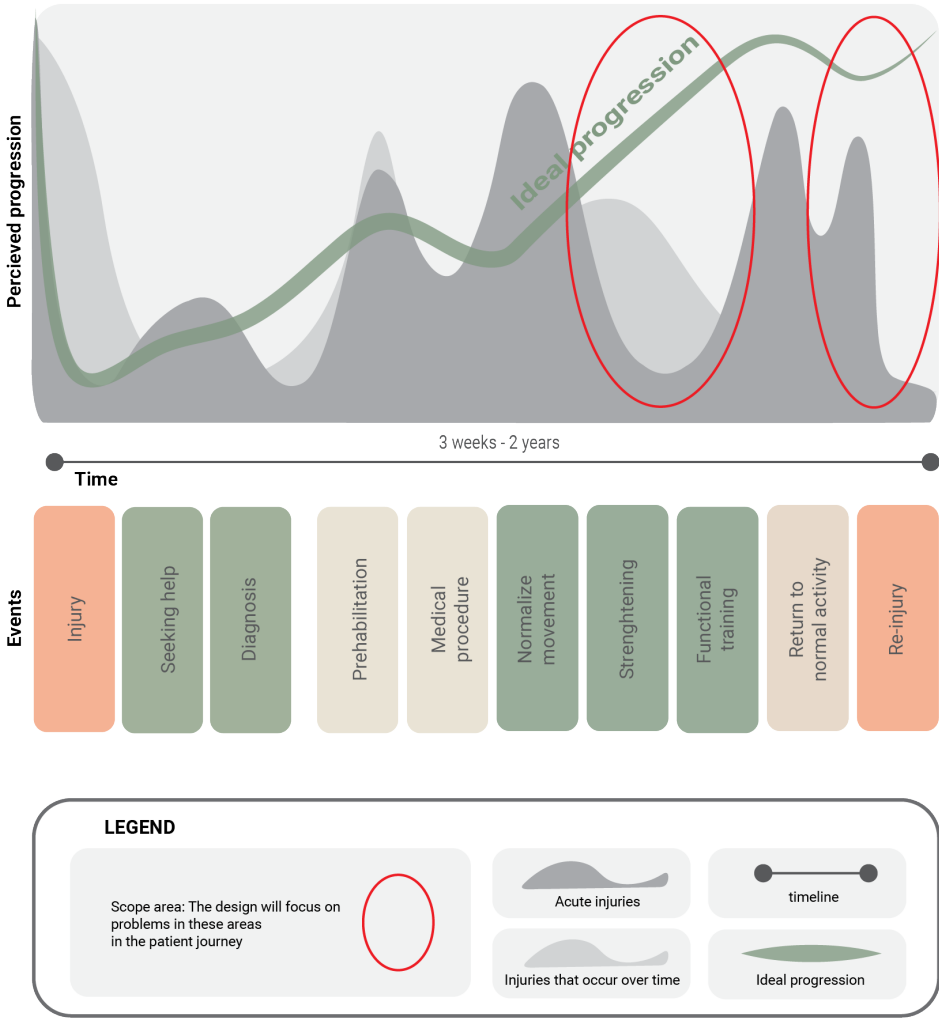 Percieved progression
Ideal progression
3 weeks - 2 years
Time
Events
Injury
Seeking help
Diagnosis
Prehabilitation
Medical
procedure
Normalize
movement
Strenghtening
Functional
training
Return to
normal activity
Re-injury
LEGEND
Scope area: The design will focus on
problems in these areas
in the patient journey
Acute injuries
Injuries that occur over time
timeline
Ideal progression